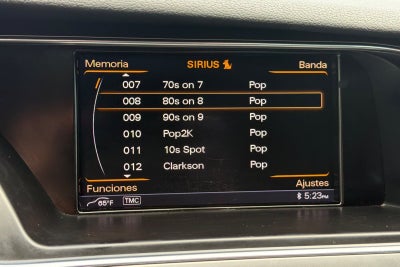 Memoria SIRIUS Banda
007 70s on 7 Pop
008 80s on 8 Pop
009 90s on 9 Pop
010 Pop2K Pop
011 10s Spot Pop
012 Clarkson Pop
Funciones Ajustes
65°F TMC 5:23PM